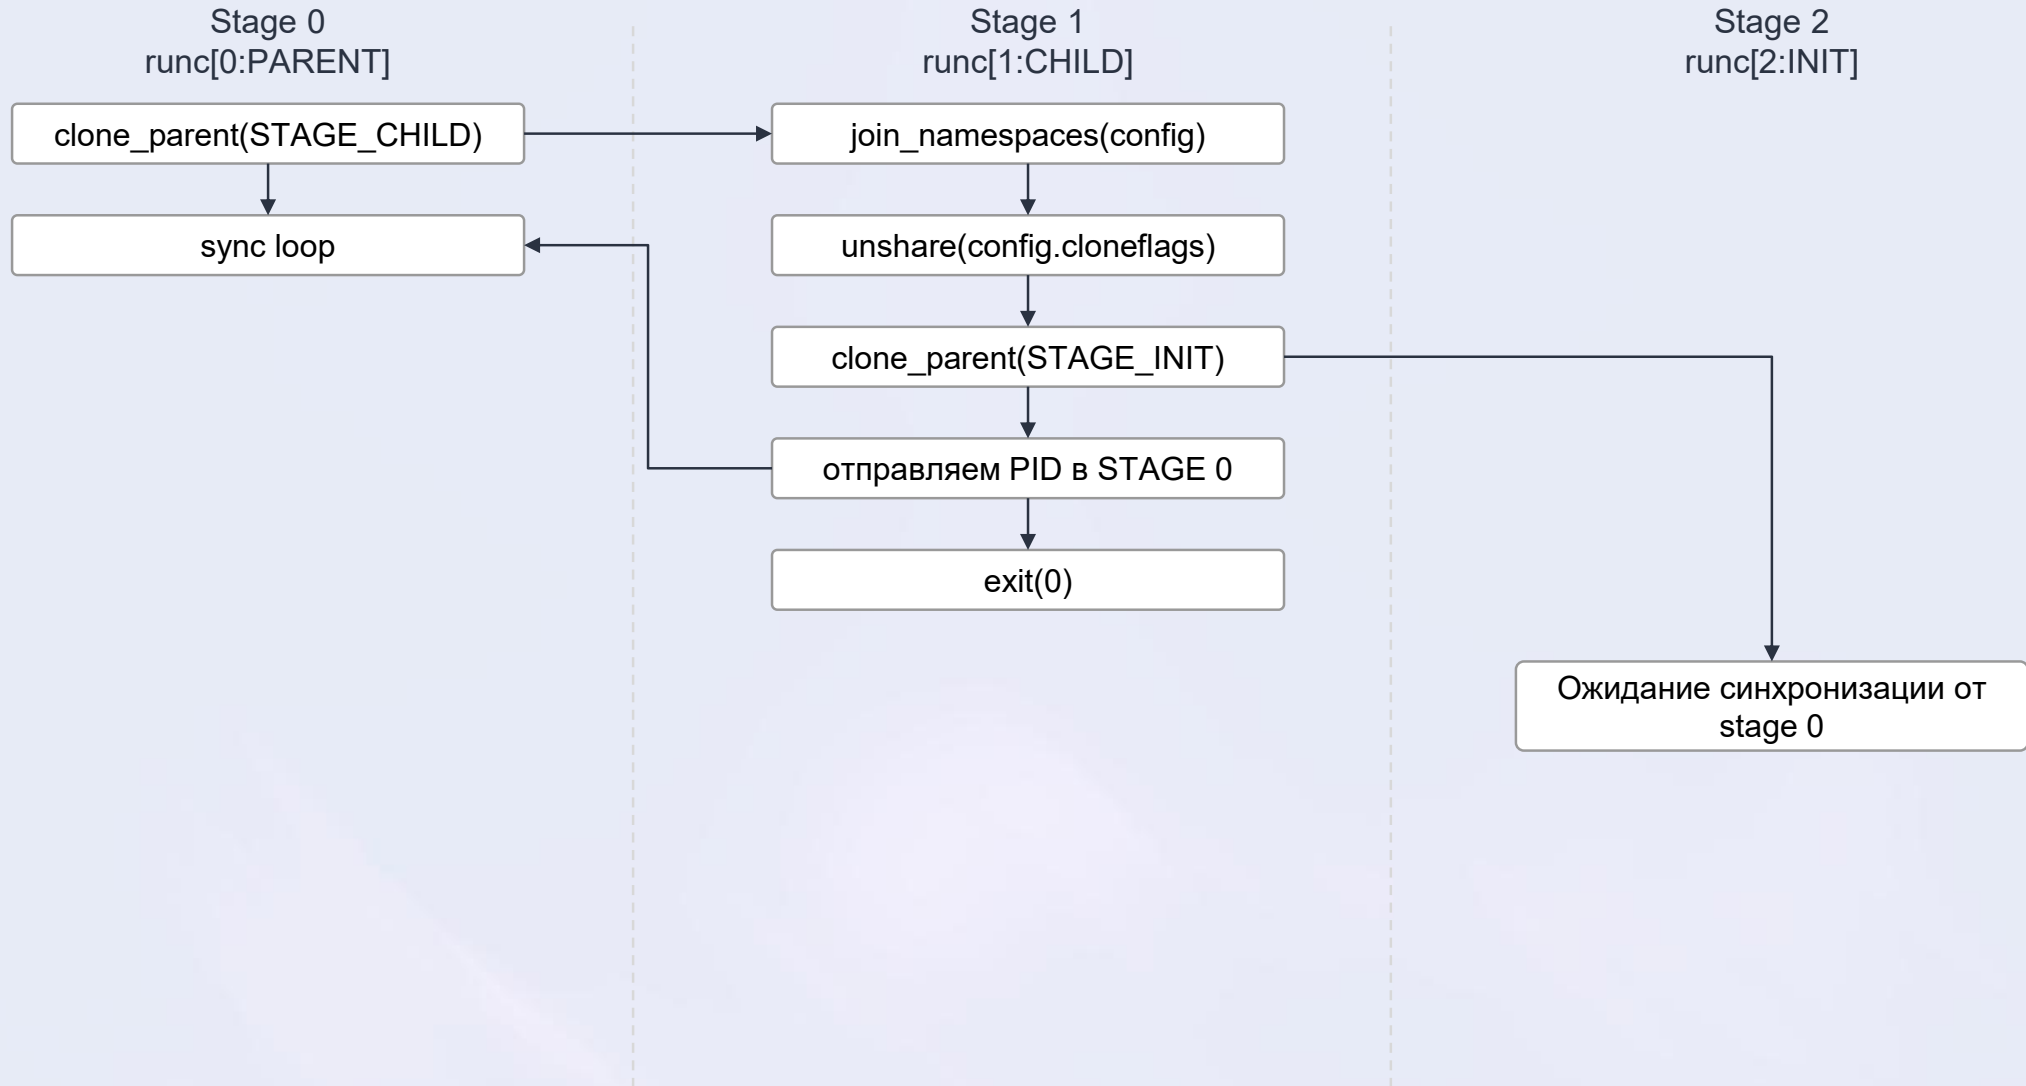 Stage 0
runc[0:PARENT]
Stage 1
runc[1:CHILD]
Stage 2
runc[2:INIT]
clone_parent(STAGE_CHILD)
join_namespaces(config)
sync loop
unshare(config.cloneflags)
clone_parent(STAGE_INIT)
отправляем PID в STAGE 0
exit(0)
Ожидание синхронизации от
stage 0